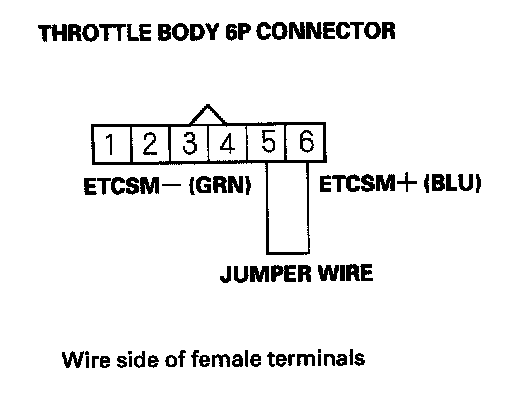 THROTTLE BODY 6P CONNECTOR
1 2 3 4 5 6
ETCSM− (GRN) ETCSM+ (BLU)
JUMPER WIRE
Wire side of female terminals